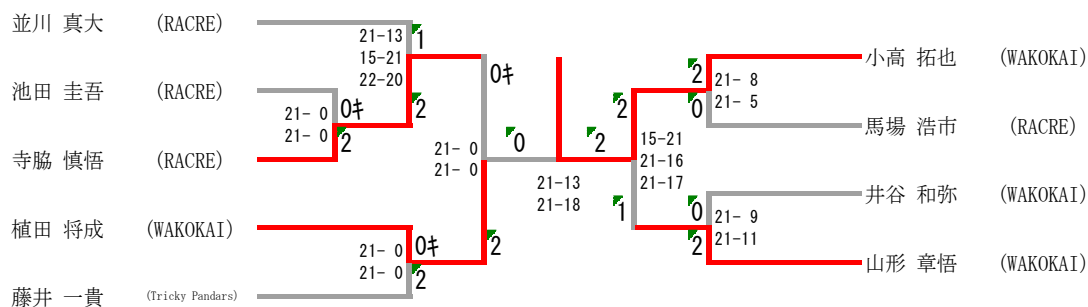 並川 真大 (RACRE)
池田 圭吾 (RACRE)
寺脇 慎悟 (RACRE)
植田 将成 (WAKOKAI)
藤井 一貴 (Tricky Pandars)
21-13
15-21
22-20
1
2
21- 0
21- 0
0キ
2
21- 0
21- 0
0キ
2
21- 0
21- 0
0キ
2
0
2
21-13
21-18
2
1
15-21
21-16
21-17
2
0
21- 8
21- 5
0
2
21- 9
21-11
小高 拓也 (WAKOKAI)
馬場 浩市 (RACRE)
井谷 和弥 (WAKOKAI)
山形 章悟 (WAKOKAI)